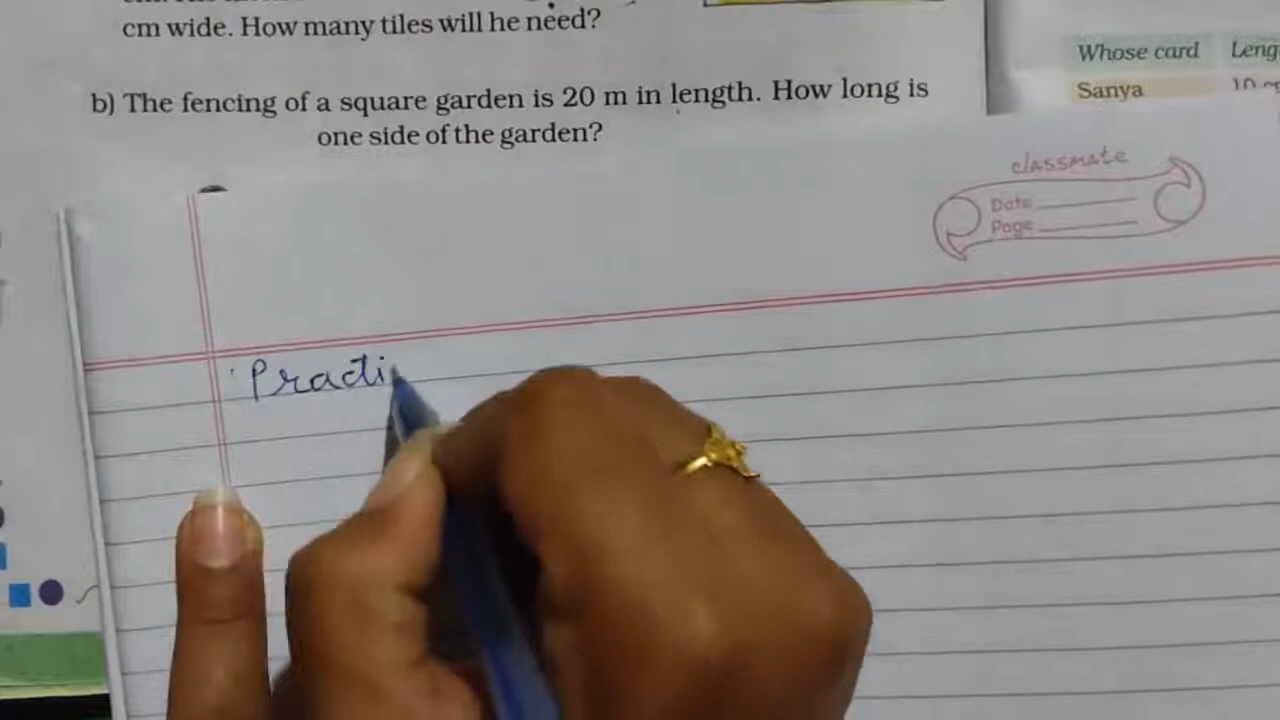 cm wide. How many tiles will he need?
Whose card
Sanya
b) The fencing of a square garden is 20 m in length. How long is
one side of the garden?
classmate
Date
Page
Practi